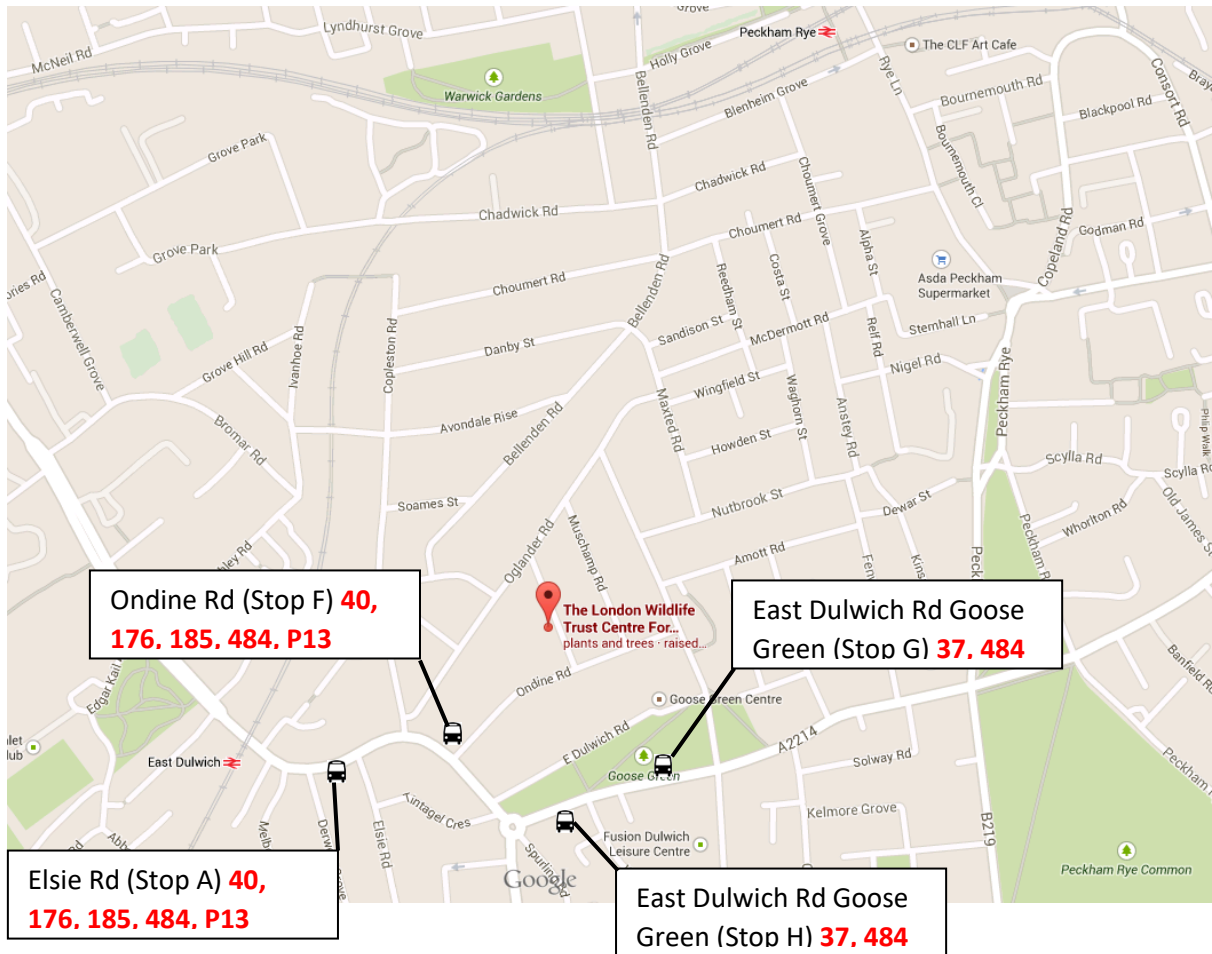 Grove
Lyndhurst Grove
McNeil Rd
Holly Grove
Grove
Peckham Rye
The CLF Art Cafe
Warwick Gardens
Bellenden Rd
Blenheim Grove
Rye Ln
Bournemouth Rd
Consort Rd
Blackpool Rd
Grove Park
Chadwick Rd
Choumert Grove
Bournemouth Cl
Chadwick Rd
Choumert Rd
Copeland Rd
Godman Rd
Grove Park
Alpha St
Costa St
Reedham St
Asda Peckham
Supermarket
Camberwell Grove
Choumert Rd
Bellenden Rd
Sandison St
McDermott Rd
Relf Rd
Sternhall Ln
Ivanhoe Rd
Copleston Rd
Danby St
Grove Hill Rd
Nigel Rd
Peckham Rye
Wingfield St
Maxted Rd
Waghorn St
Anstey Rd
Avondale Rise
Bellenden Rd
Bromar Rd
Howden St
Philip Walk
Scylla Rd
Scylla Rd
Soames St
Nutbrook St
Dewar St
Whorlton Rd
Old James St
Oglander Rd
Muschamp Rd
Amott Rd
Peckham
Ondine Rd (Stop F) 40,
176, 185, 484, P13
The London Wildlife
Trust Centre For...
plants and trees · raised...
East Dulwich Rd Goose
Green (Stop G) 37, 484
Edgar Kail
Ondine Rd
Goose Green Centre
Banfield Rd
E Dulwich Rd
A2214
East Dulwich
Goose Green
Solway Rd
Peckham
Tintagel Cres
Kelmore Grove
B219
Elsie Rd
Fusion Dulwich
Leisure Centre
Peckham Rye Common
Google
Elsie Rd (Stop A) 40,
176, 185, 484, P13
East Dulwich Rd Goose
Green (Stop H) 37, 484